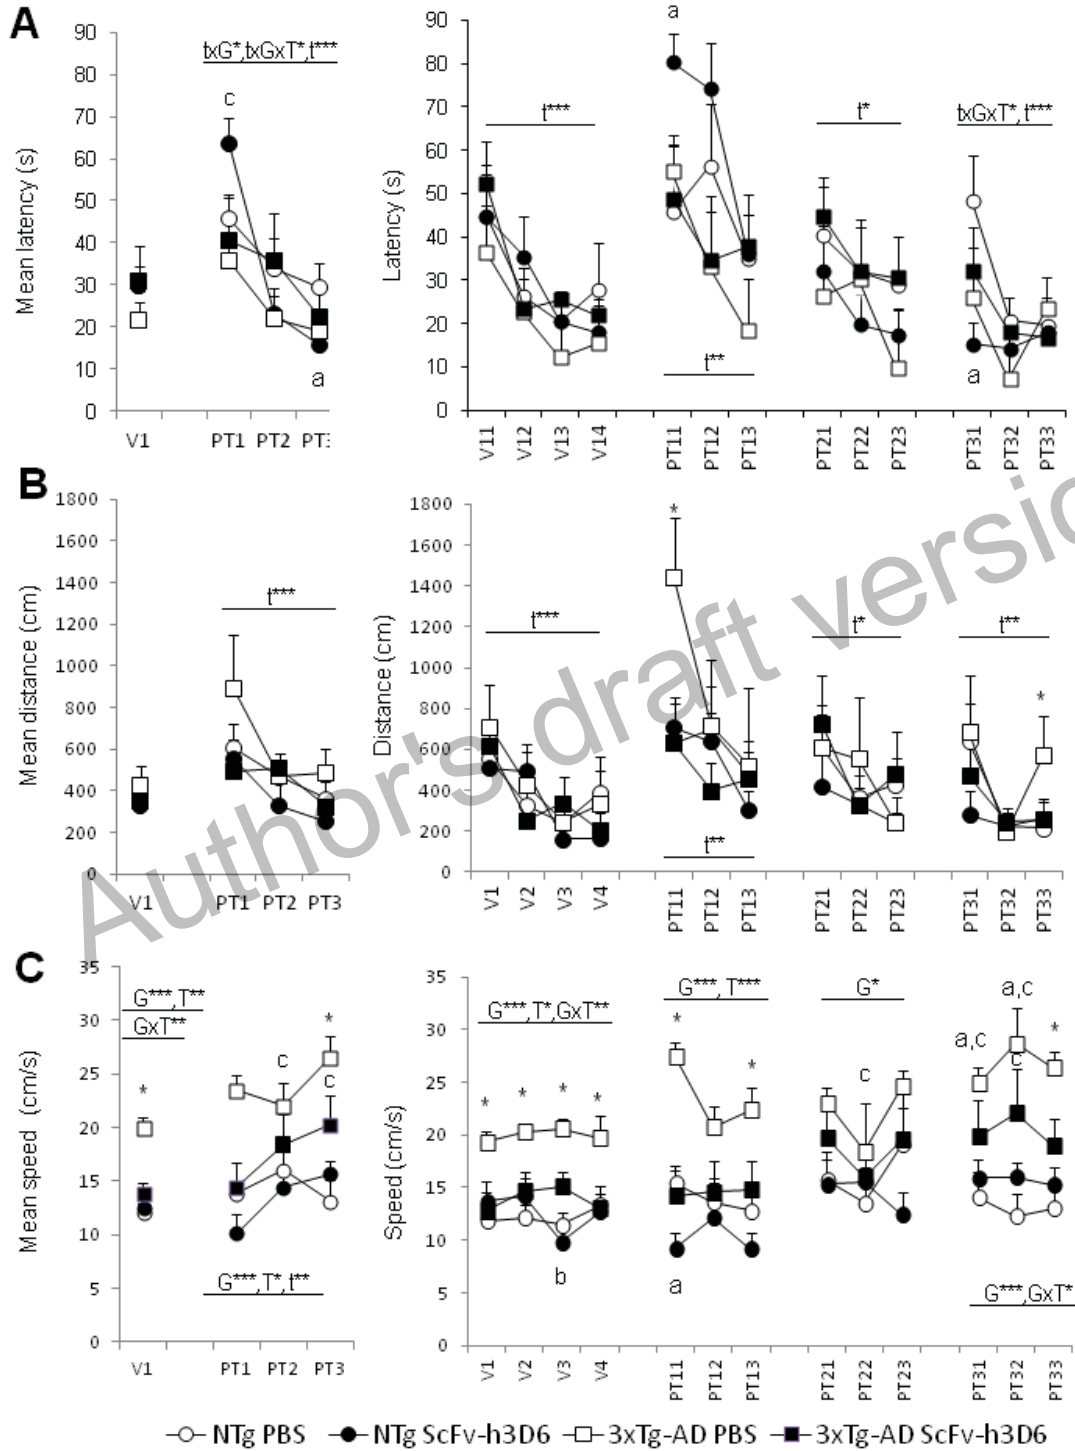 A
Mean latency (s)
90
80
70
60
50
40
30
20
10
0
txG*,txGxT*,t***
c
a
V1 PT1 PT2 PT3
Latency (s)
90
80
70
60
50
40
30
20
10
0
t***
a
t**
t*
txGxT*,t***
a
V11 V12 V13 V14 PT11 PT12 PT13 PT21 PT22 PT23 PT31 PT32 PT33
B
Mean distance (cm)
1800
1600
1400
1200
1000
800
600
400
200
0
t***
V1 PT1 PT2 PT3
Distance (cm)
1800
1600
1400
1200
1000
800
600
400
200
0
t***
*
t**
t*
t**
*
V1 V2 V3 V4 PT11 PT12 PT13 PT21 PT22 PT23 PT31 PT32 PT33
Author's draft versio
C
Mean speed (cm/s)
35
30
25
20
15
10
5
0
G***,T**
GxT**
*
c
*
c
G***,T*,t**
V1 PT1 PT2 PT3
Speed (cm/s)
35
30
25
20
15
10
5
0
G***,T*,GxT**
* * * *
b
G***,T***
*
*
a
G*
c
a,c
a,c
c
*
G***,GxT*
V1 V2 V3 V4 PT11 PT12 PT13 PT21 PT22 PT23 PT31 PT32 PT33
NTg PBS NTg ScFv-h3D6 3xTg-AD PBS 3xTg-AD ScFv-h3D6